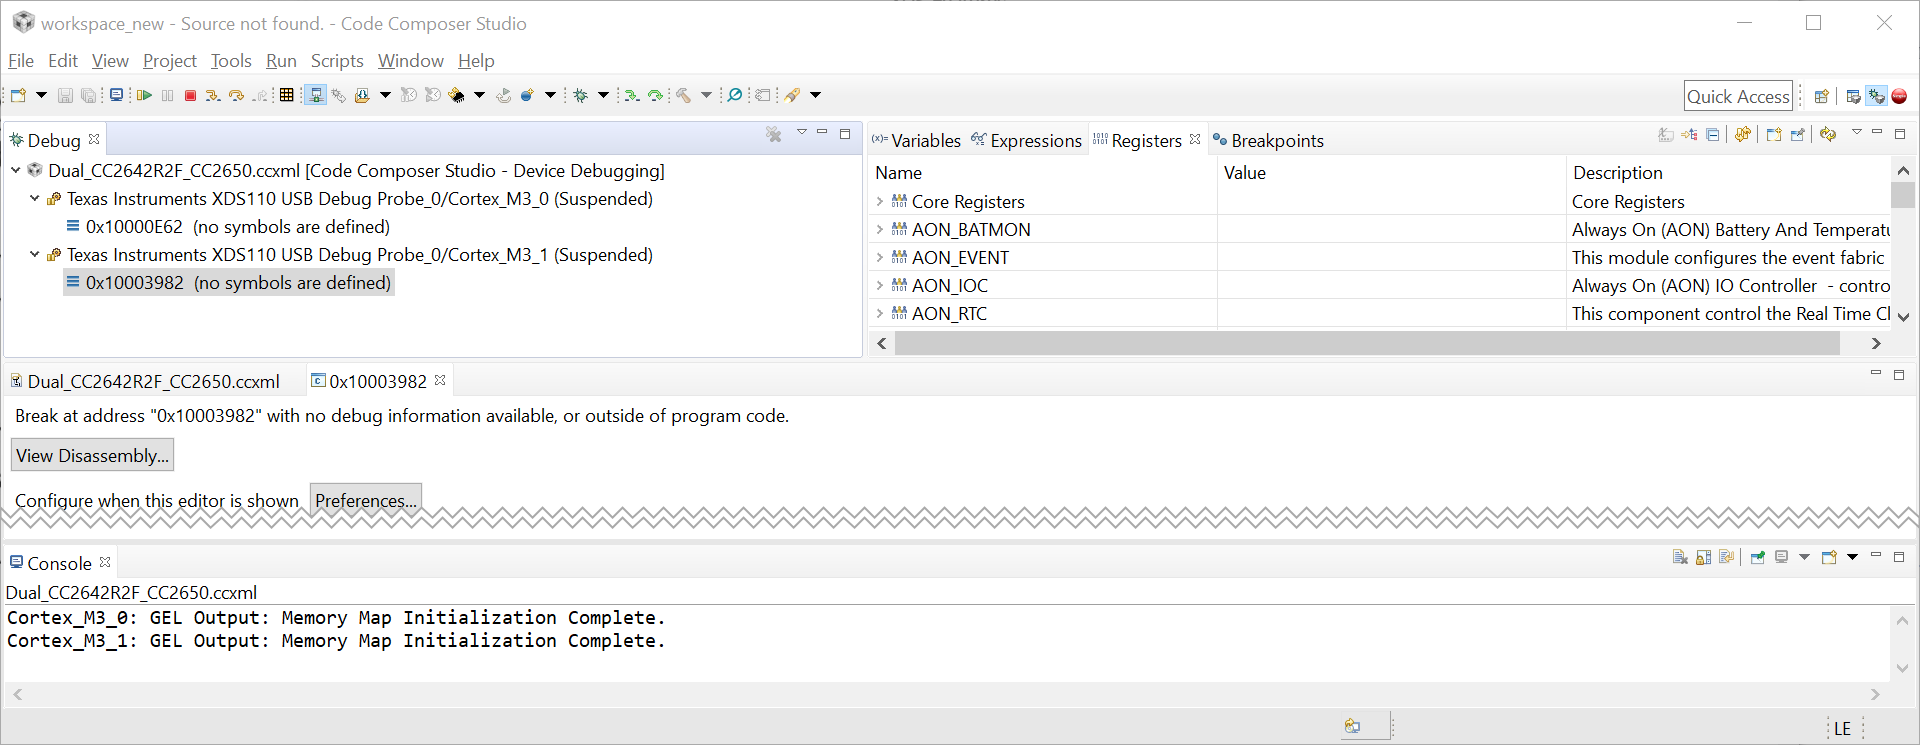 workspace_new - Source not found. - Code Composer Studio
File Edit View Project Tools Run Scripts Window Help
Quick Access
Debug
Dual_CC2642R2F_CC2650.ccxml [Code Composer Studio - Device Debugging]
Texas Instruments XDS110 USB Debug Probe_0/Cortex_M3_0 (Suspended)
0x10000E62 (no symbols are defined)
Texas Instruments XDS110 USB Debug Probe_0/Cortex_M3_1 (Suspended)
0x10003982 (no symbols are defined)
Variables Expressions Registers Breakpoints
Name Value Description
Core Registers Core Registers
AON_BATMON Always On (AON) Battery And Temperatu
AON_EVENT This module configures the event fabric
AON_IOC Always On (AON) IO Controller - contro
AON_RTC This component control the Real Time Cl
Dual_CC2642R2F_CC2650.ccxml 0x10003982
Break at address "0x10003982" with no debug information available, or outside of program code.
View Disassembly...
Configure when this editor is shown Preferences...
Console
Dual_CC2642R2F_CC2650.ccxml
Cortex_M3_0: GEL Output: Memory Map Initialization Complete.
Cortex_M3_1: GEL Output: Memory Map Initialization Complete.
LE